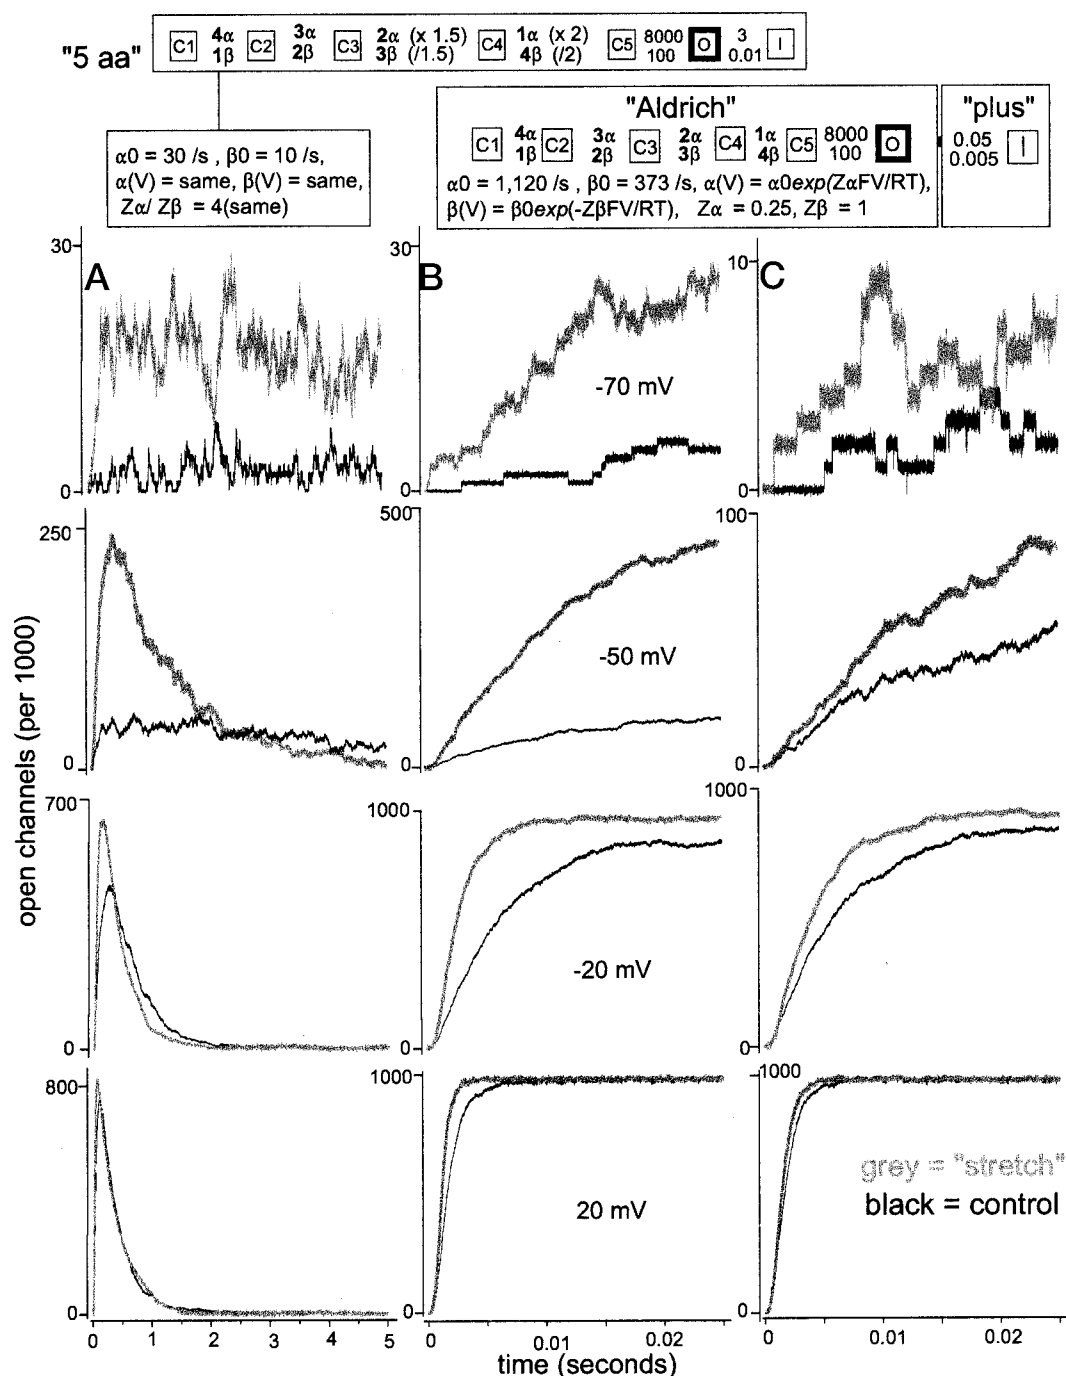 "5 aa" C1 4α C2 3α C3 2α (x 1.5) C4 1α (x 2) C5 8000 O 3 I
1β 2β 3β (/1.5) 4β (/2) 100 0.01
α0 = 30 /s , β0 = 10 /s,
α(V) = same, β(V) = same,
Zα/ Zβ = 4(same)
"Aldrich"
C1 4α C2 3α C3 2α C4 1α C5 8000 O
1β 2β 3β 4β 100
α0 = 1,120 /s , β0 = 373 /s, α(V) = α0exp(ZαFV/RT),
β(V) = β0exp(-ZβFV/RT), Zα = 0.25, Zβ = 1
"plus"
0.05 I
0.005
A
B
C
30
0
30
0
10
0
-70 mV
250
0
500
0
100
0
-50 mV
700
0
1000
0
1000
0
-20 mV
800
0
1000
0
1000
0
20 mV
grey = "stretch"
black = control
open channels (per 1000)
0 1 2 3 4 5
0 0.01 0.02
0 0.01 0.02
time (seconds)